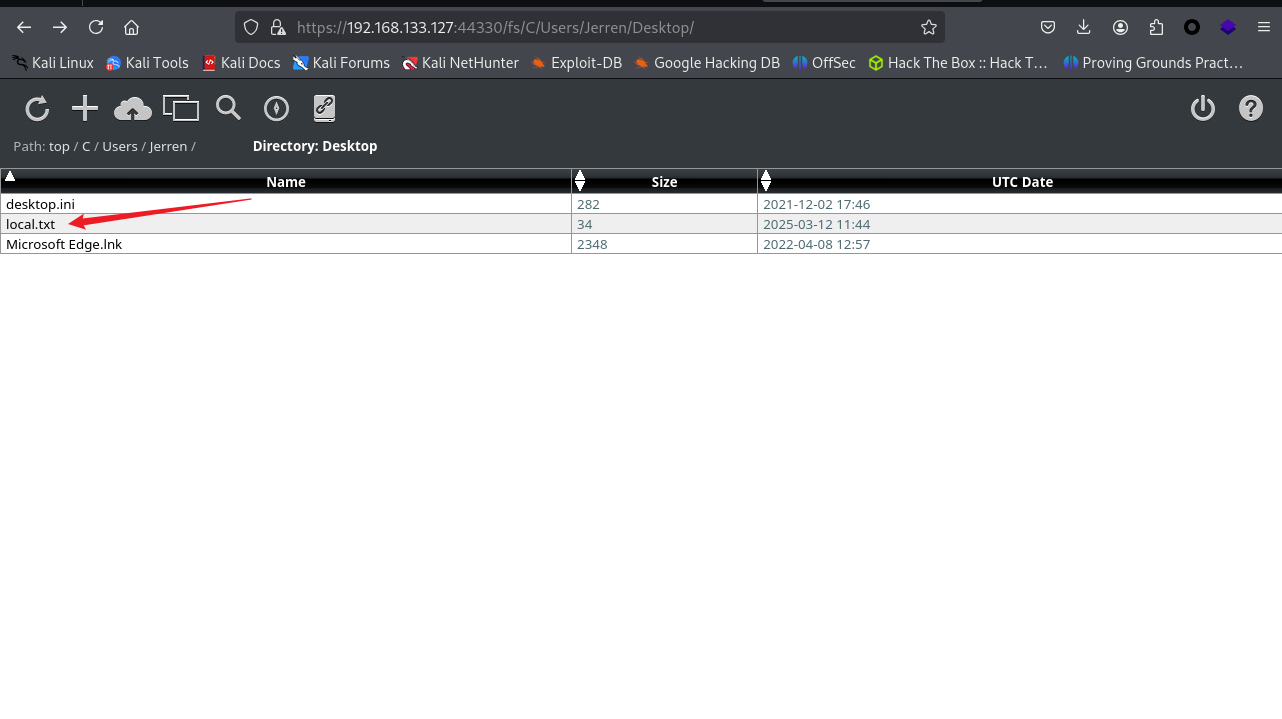 https://192.168.133.127:44330/fs/C/Users/Jerren/Desktop/
Kali Linux Kali Tools Kali Docs Kali Forums Kali NetHunter Exploit-DB Google Hacking DB OffSec Hack The Box :: Hack T... Proving Grounds Pract...
Path: top / C / Users / Jerren / Directory: Desktop
Name Size UTC Date
desktop.ini 282 2021-12-02 17:46
local.txt 34 2025-03-12 11:44
Microsoft Edge.lnk 2348 2022-04-08 12:57